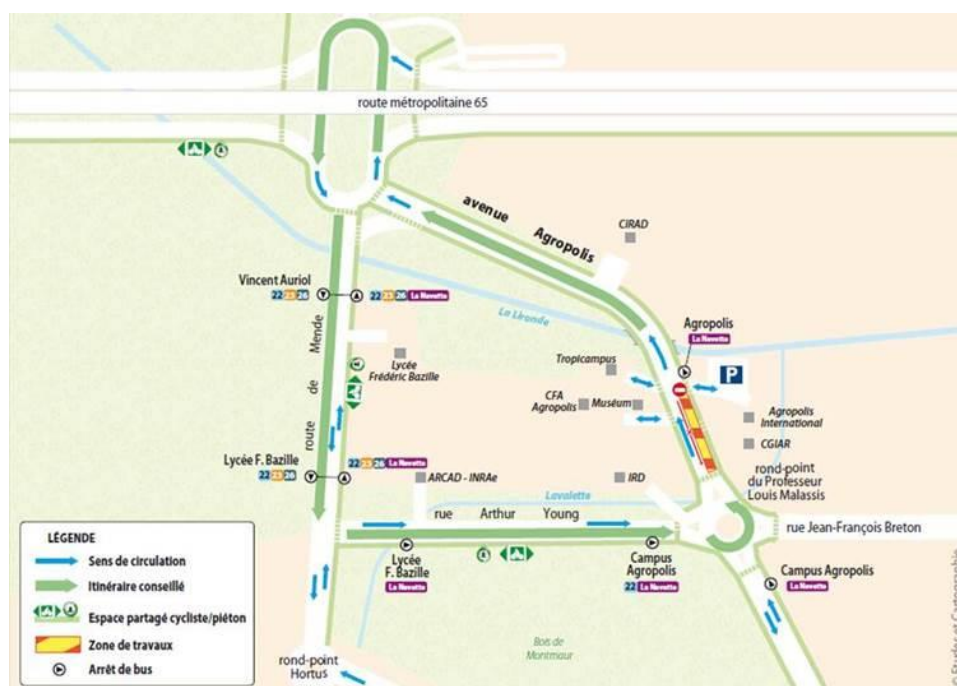 route métropolitaine 65
avenue
Agropolis
CIRAD
Vincent Auriol
22 23 26
22 23 26 La Navette
La Lironde
Agropolis
La Navette
P
route de Mende
Lycée
Frédéric Bazille
Tropicampus
CFA
Agropolis
Muséum
Agropolis
International
CGIAR
Lycée F. Bazille
22 23 26
22 23 26 La Navette
ARCAD - INRAe
IRD
rond-point
du Professeur
Louis Malassis
Lavalette
rue Arthur Young
rue Jean-François Breton
Lycée
F. Bazille
La Navette
Campus
Agropolis
22 La Navette
Campus Agropolis
La Navette
Bois de
Montmaur
rond-point
Hortus
LÉGENDE
Sens de circulation
Itinéraire conseillé
Espace partagé cycliste/piéton
Zone de travaux
Arrêt de bus
© Etudes et Cartographie